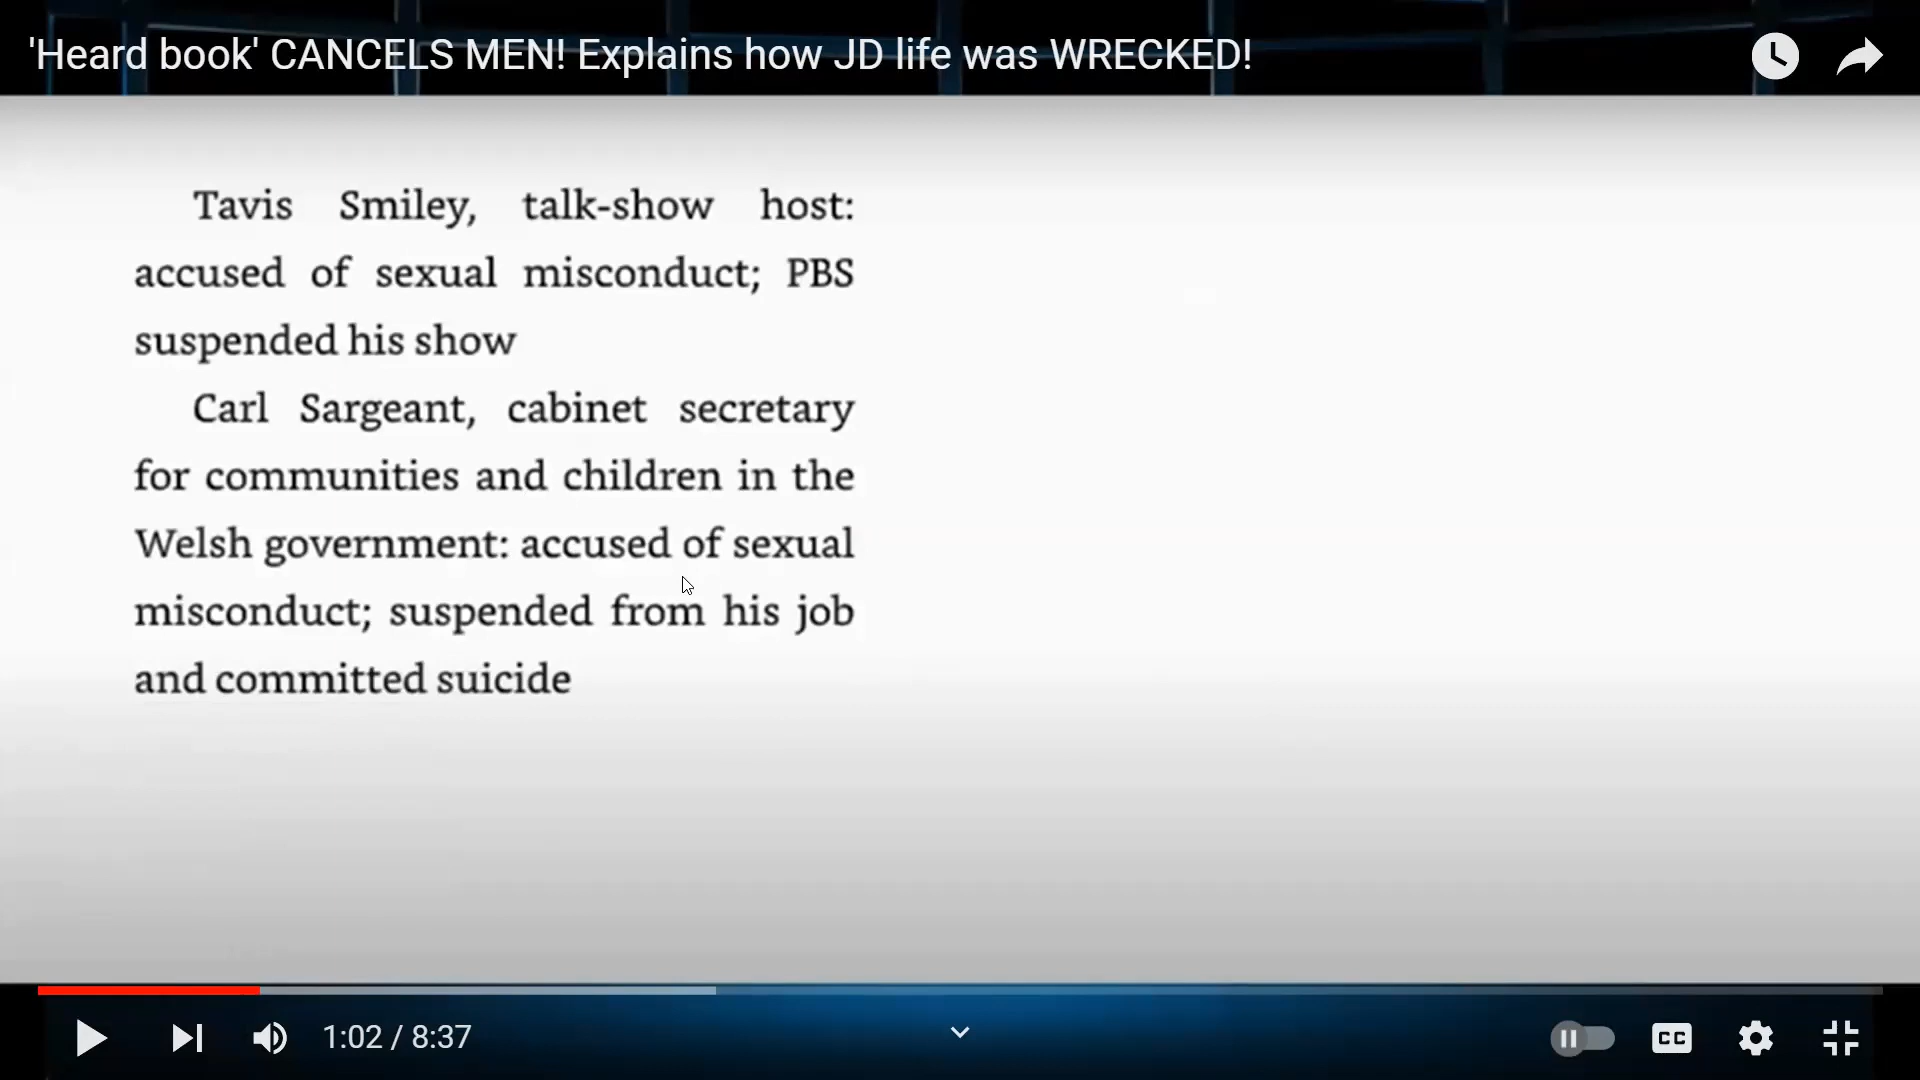 'Heard book' CANCELS MEN! Explains how JD life was WRECKED!
Tavis Smiley, talk-show host:
accused of sexual misconduct; PBS
suspended his show
Carl Sargeant, cabinet secretary
for communities and children in the
Welsh government: accused of sexual
misconduct; suspended from his job
and committed suicide
1:02 / 8:37
CC